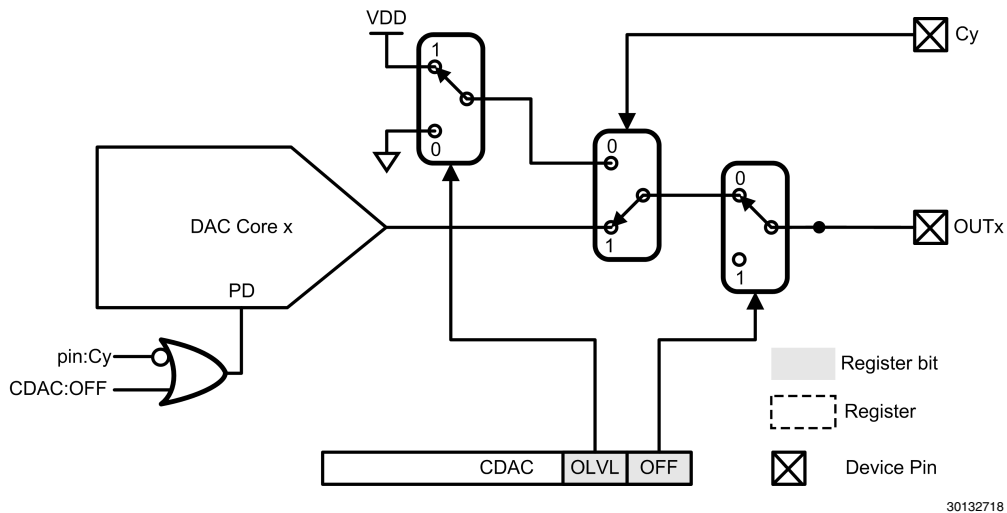 VDD
Cy
1
0
0
1
0
1
DAC Core x
OUTx
PD
pin:Cy
CDAC:OFF
Register bit
Register
CDAC OLVL OFF
Device Pin
30132718